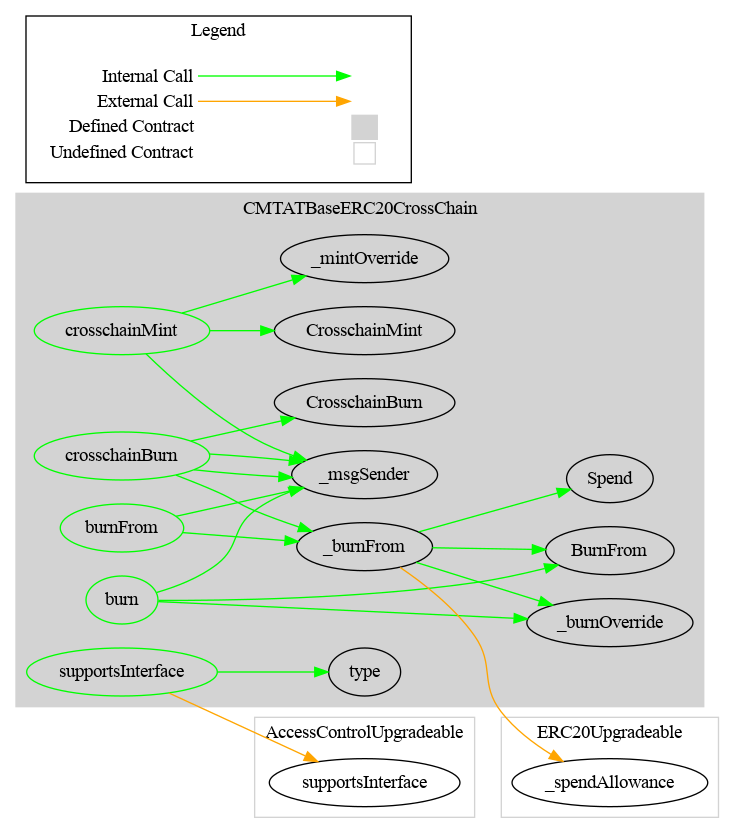 Legend
Internal Call
External Call
Defined Contract
Undefined Contract
CMTATBaseERC20CrossChain
_mintOverride
crosschainMint
CrosschainMint
CrosschainBurn
crosschainBurn
_msgSender
Spend
burnFrom
_burnFrom
BurnFrom
burn
_burnOverride
supportsInterface
type
AccessControlUpgradeable
ERC20Upgradeable
supportsInterface
_spendAllowance